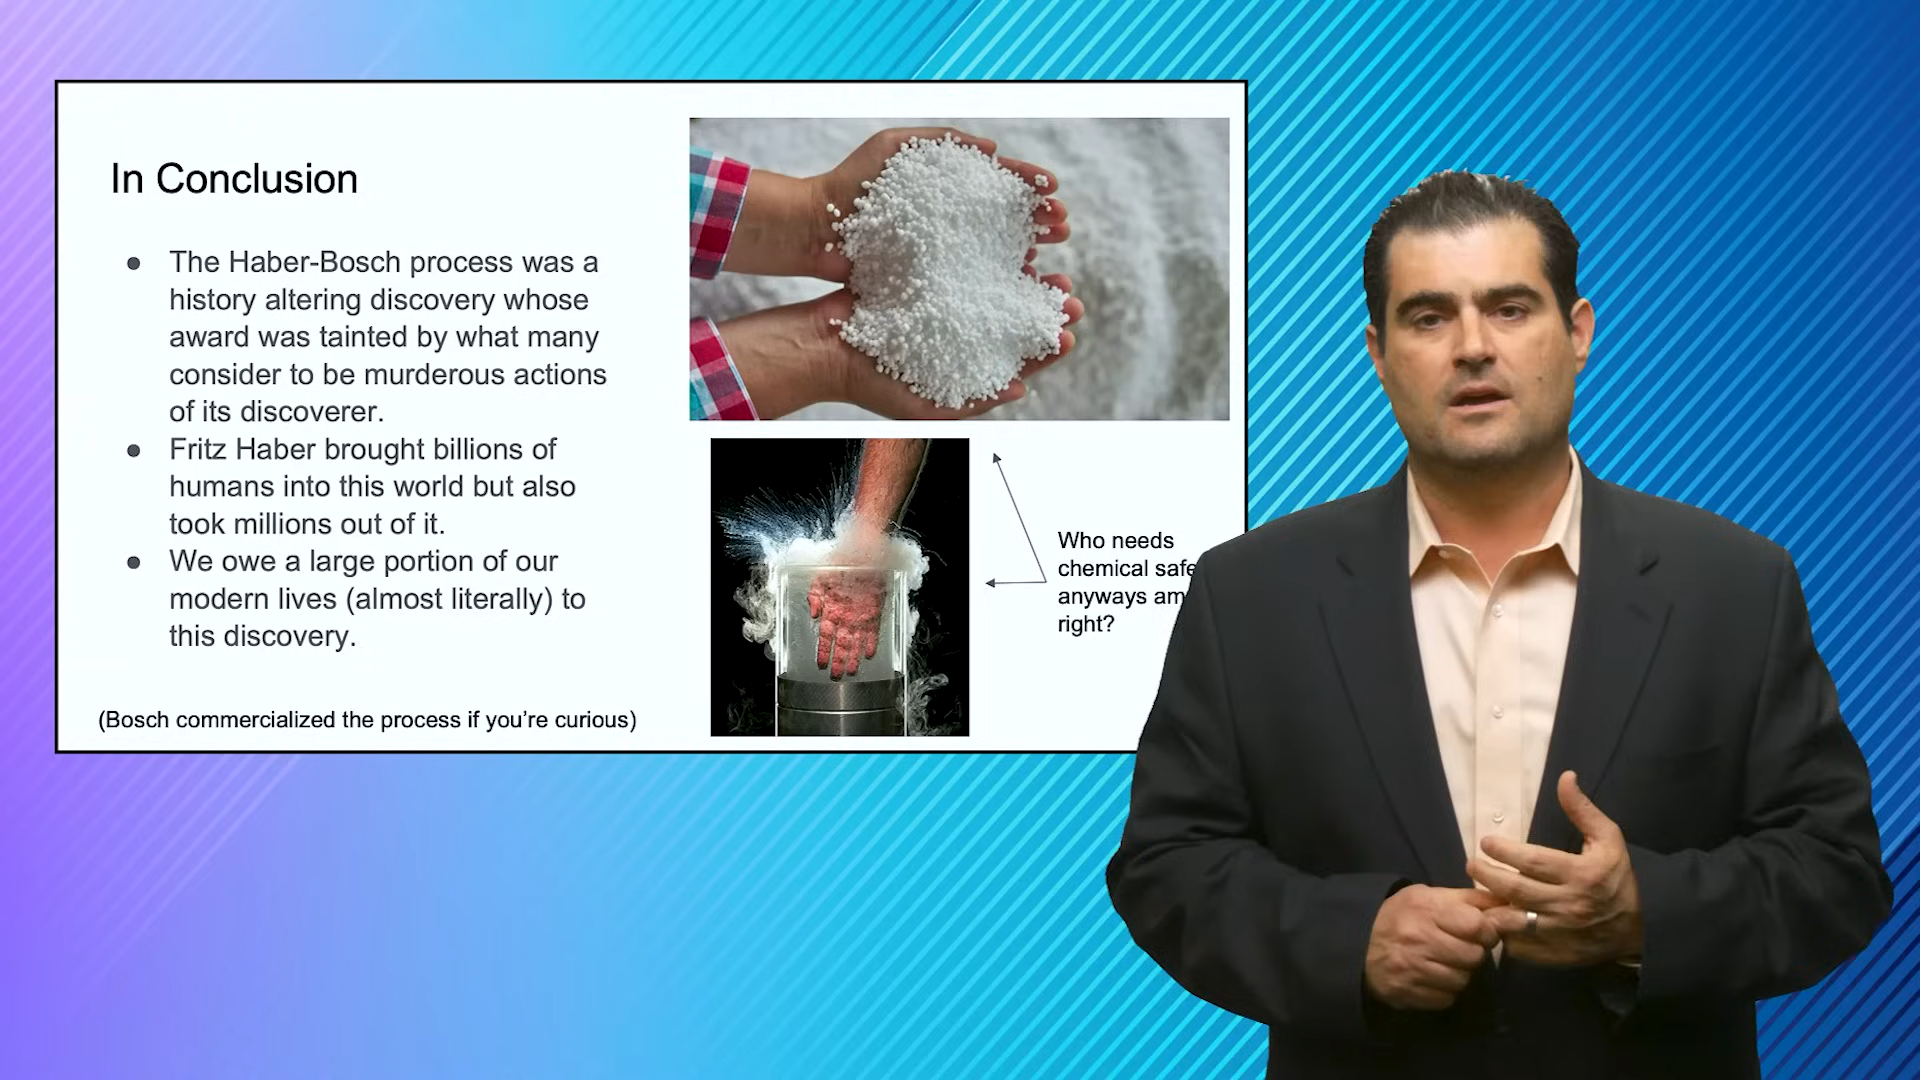 In Conclusion
● The Haber-Bosch process was a
history altering discovery whose
award was tainted by what many
consider to be murderous actions
of its discoverer.
● Fritz Haber brought billions of
humans into this world but also
took millions out of it.
● We owe a large portion of our
modern lives (almost literally) to
this discovery.
(Bosch commercialized the process if you’re curious)
Who needs
chemical safe
anyways am
right?